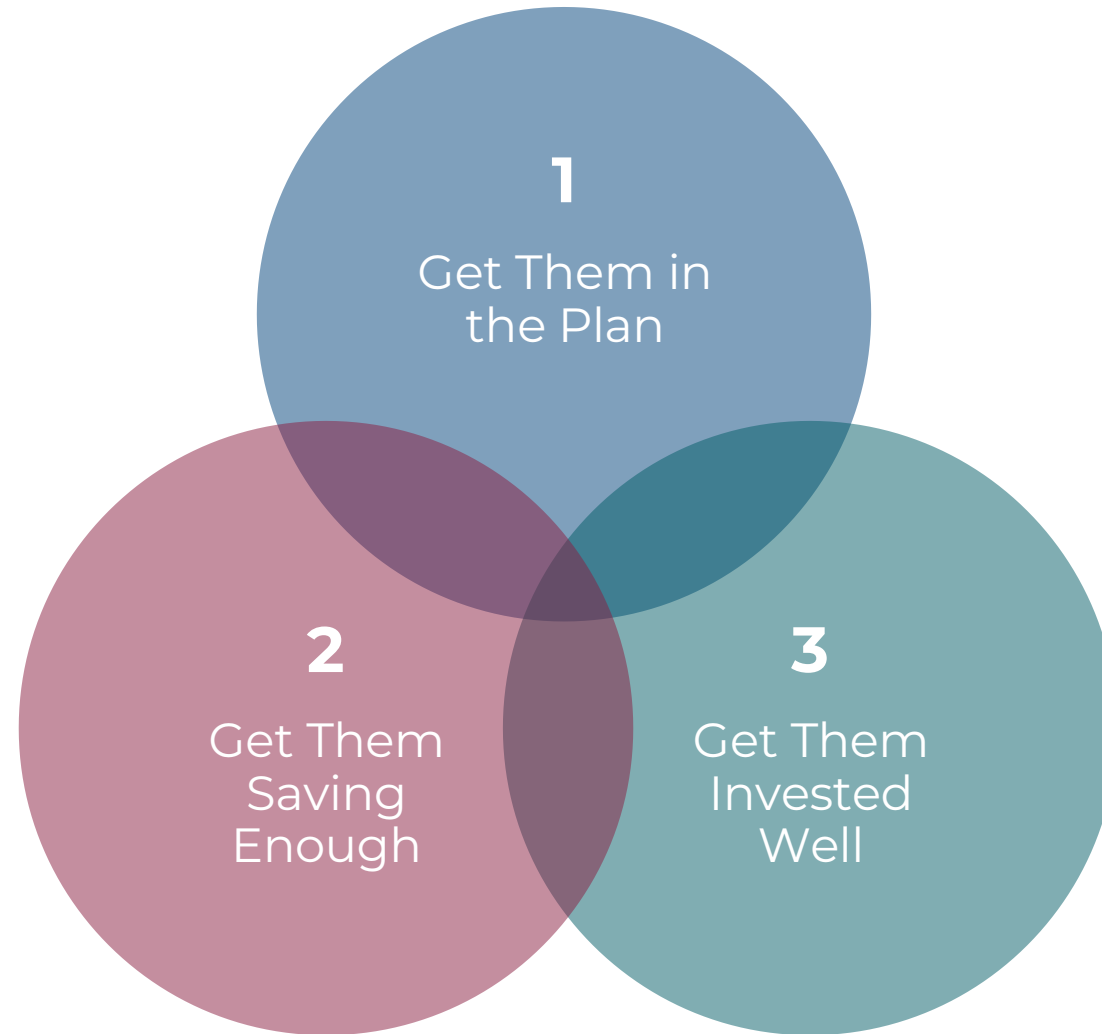 1
Get Them in
the Plan
2
Get Them
Saving
Enough
3
Get Them
Invested
Well